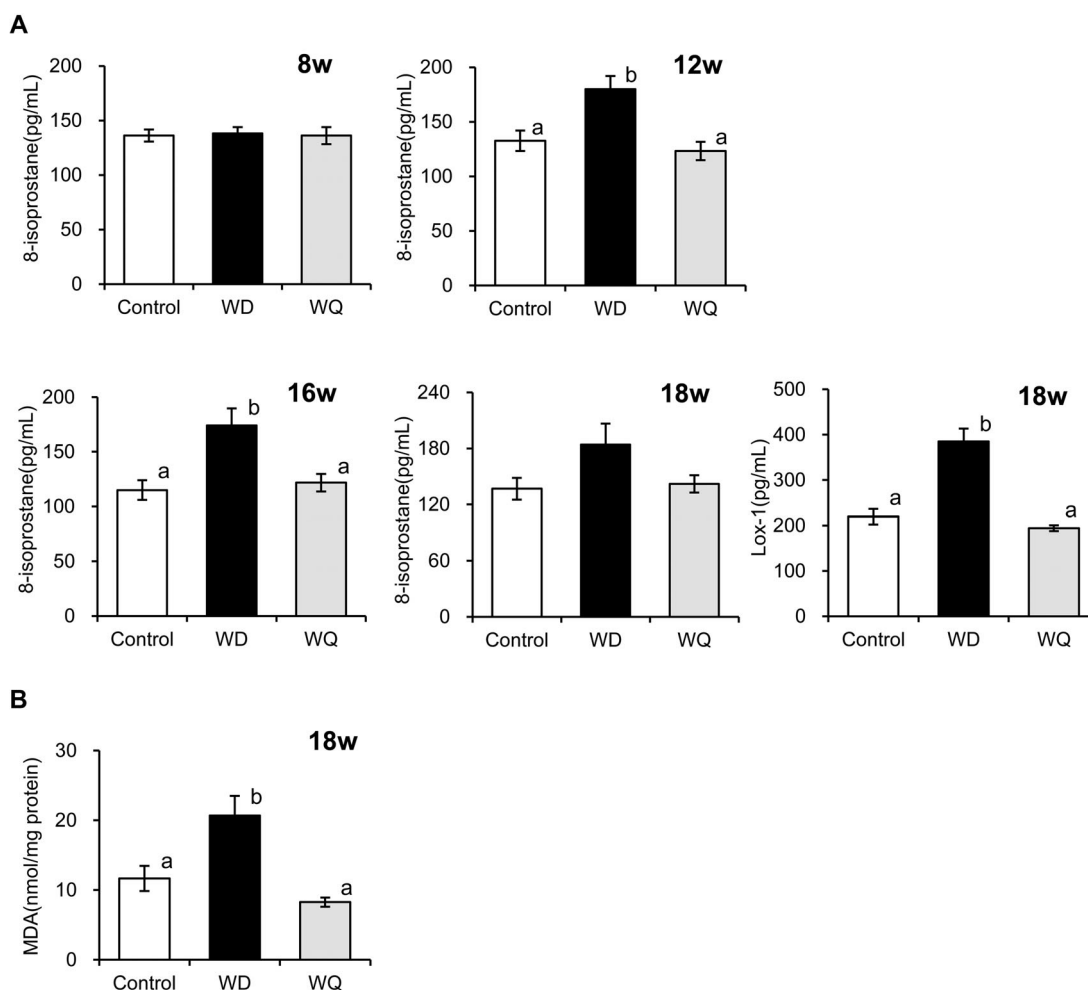 A
8w
8-isoprostane(pg/mL)
200
150
100
50
0
Control WD WQ
12w
8-isoprostane(pg/mL)
200
150
100
50
0
a b a
Control WD WQ
16w
8-isoprostane(pg/mL)
200
150
100
50
0
a b a
Control WD WQ
18w
8-isoprostane(pg/mL)
240
180
120
60
0
Control WD WQ
18w
Lox-1(pg/mL)
500
400
300
200
100
0
a b a
Control WD WQ
B
18w
MDA(nmol/mg protein)
30
20
10
0
a b a
Control WD WQ